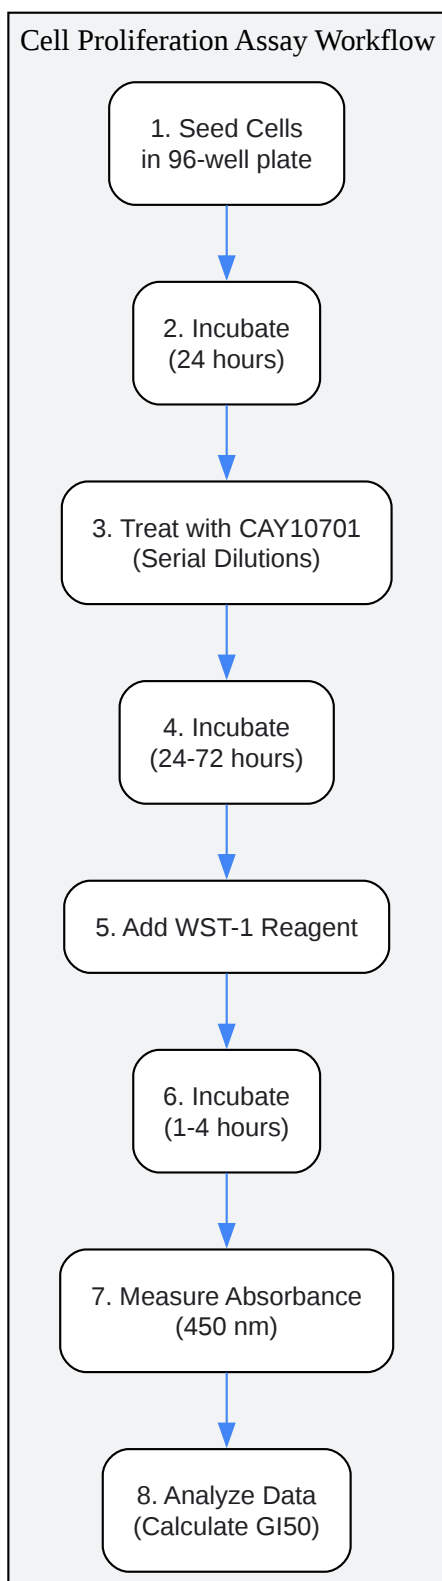 Cell Proliferation Assay Workflow
1. Seed Cells
in 96-well plate
2. Incubate
(24 hours)
3. Treat with CAY10701
(Serial Dilutions)
4. Incubate
(24-72 hours)
5. Add WST-1 Reagent
6. Incubate
(1-4 hours)
7. Measure Absorbance
(450 nm)
8. Analyze Data
(Calculate GI50)